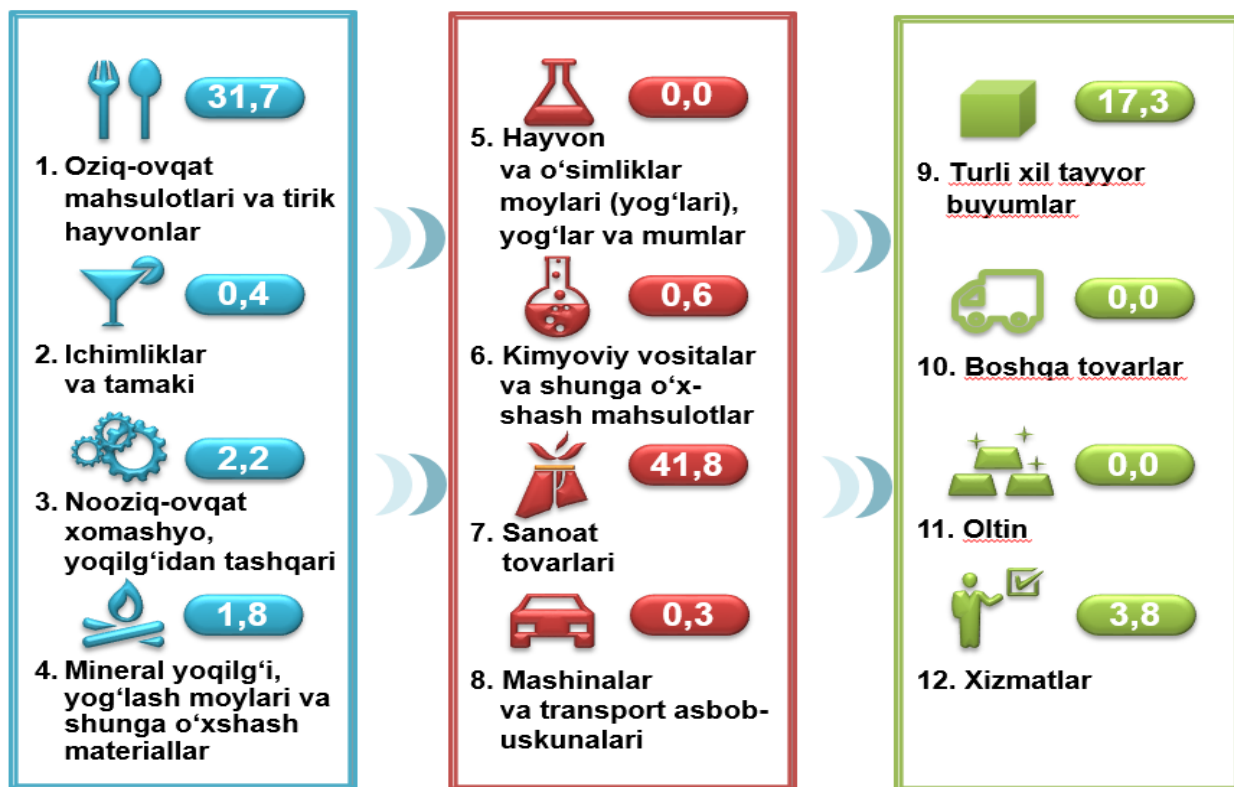 31,7
1. Oziq-ovqat
mahsulotlari va tirik
hayvonlar
0,4
2. Ichimliklar
va tamaki
2,2
3. Nooziq-ovqat
xomashyo,
yoqilg‘idan tashqari
1,8
4. Mineral yoqilg‘i,
yog‘lash moylari va
shunga o‘xshash
materiallar
0,0
5. Hayvon
va o‘simliklar
moylari (yog‘lari),
yog‘lar va mumlar
0,6
6. Kimyoviy vositalar
va shunga o‘x-
shash mahsulotlar
41,8
7. Sanoat
tovarlari
0,3
8. Mashinalar
va transport asbob-
uskunalari
17,3
9. Turli xil tayyor
buyumlar
0,0
10. Boshqa tovarlar
0,0
11. Oltin
3,8
12. Xizmatlar